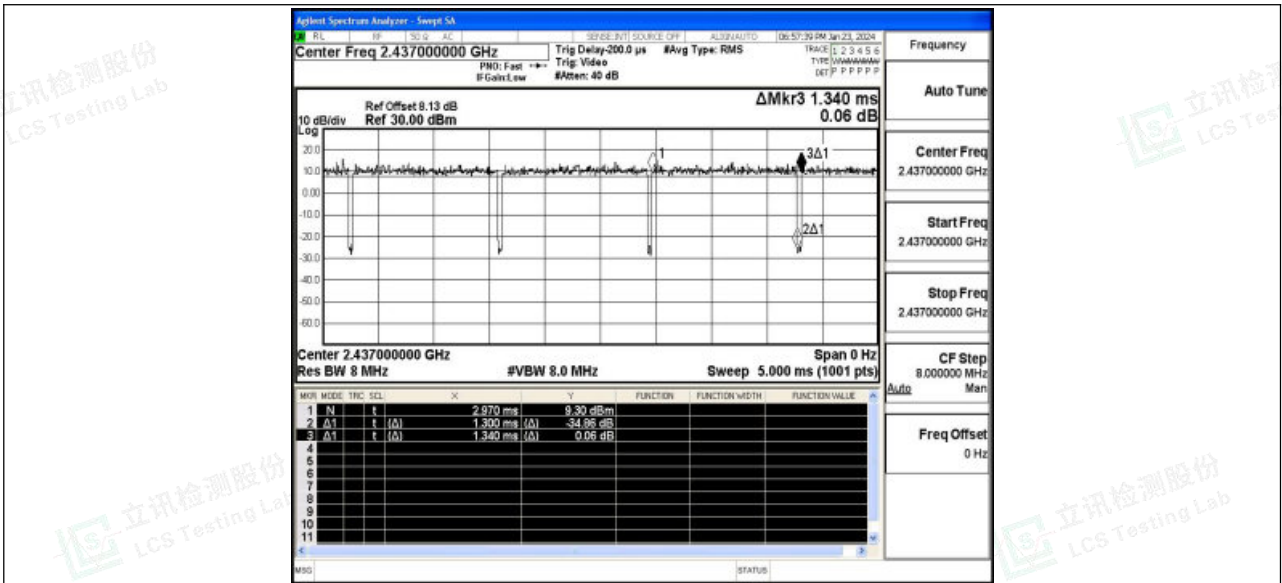 Agilent Spectrum Analyzer - Swept SA
RL RF 50 Ω AC SENSE:INT SOURCE OFF ALIGNAUTO 06:57:39 PM Jan 23, 2024
Center Freq 2.437000000 GHz
PNO: Fast
IFGain:Low
Trig Delay-200.0 µs
Trig: Video
#Atten: 40 dB
#Avg Type: RMS
TRACE 1 2 3 4 5 6
TYPE
DET P P P P P P
Frequency
Auto Tune
Center Freq
2.437000000 GHz
Start Freq
2.437000000 GHz
Stop Freq
2.437000000 GHz
CF Step
8.000000 MHz
Auto Man
Freq Offset
0 Hz
Ref Offset 8.13 dB
10 dB/div Ref 30.00 dBm
Log
ΔMkr3 1.340 ms
0.06 dB
20.0
10.0
0.00
-10.0
-20.0
-30.0
-40.0
-50.0
-60.0
1
3Δ1
2Δ1
Center 2.437000000 GHz Span 0 Hz
Res BW 8 MHz #VBW 8.0 MHz Sweep 5.000 ms (1001 pts)
MKR MODE TRC SCL X Y FUNCTION FUNCTION WIDTH FUNCTION VALUE
1 N t 2.970 ms 9.30 dBm
2 Δ1 t (Δ) 1.300 ms (Δ) -34.86 dB
3 Δ1 t (Δ) 1.340 ms (Δ) 0.06 dB
4
5
6
7
8
9
10
11
MSG STATUS
立讯检测股份
LCS Testing Lab
立讯检
LCS Tes
立讯检测股份
LCS Testing Lab
立讯检测股份
LCS Testing Lab